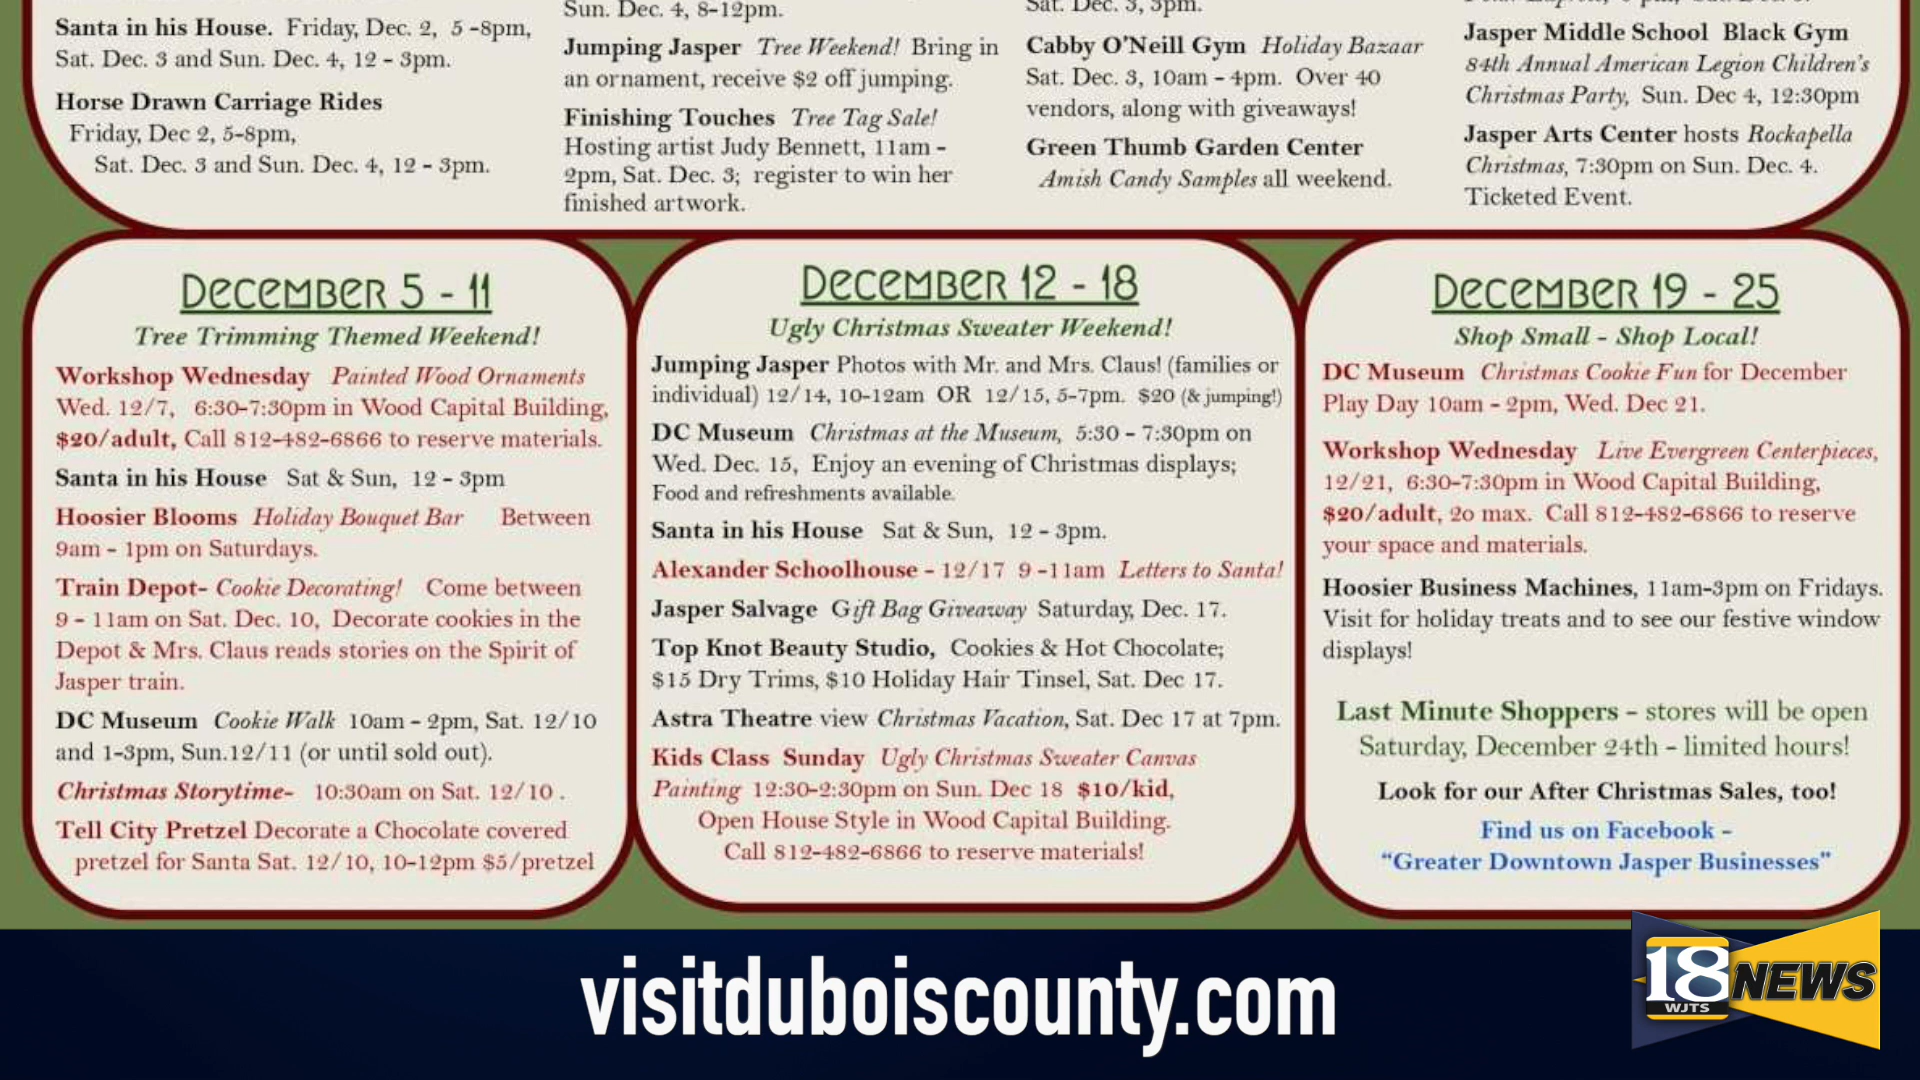 Santa in his House. Friday, Dec. 2, 5 -8pm,
Sat. Dec. 3 and Sun. Dec. 4, 12 - 3pm.
Horse Drawn Carriage Rides
Friday, Dec 2, 5-8pm,
Sat. Dec. 3 and Sun. Dec. 4, 12 - 3pm.
Sun. Dec. 4, 8-12pm.
Jumping Jasper Tree Weekend! Bring in
an ornament, receive $2 off jumping.
Finishing Touches Tree Tag Sale!
Hosting artist Judy Bennett, 11am -
2pm, Sat. Dec. 3; register to win her
finished artwork.
Sat. Dec. 3, 3pm.
Cabby O'Neill Gym Holiday Bazaar
Sat. Dec. 3, 10am - 4pm. Over 40
vendors, along with giveaways!
Green Thumb Garden Center
Amish Candy Samples all weekend.
Jasper Middle School Black Gym
84th Annual American Legion Children's
Christmas Party, Sun. Dec 4, 12:30pm
Jasper Arts Center hosts Rockapella
Christmas, 7:30pm on Sun. Dec. 4.
Ticketed Event.
December 5 - 11
Tree Trimming Themed Weekend!
Workshop Wednesday Painted Wood Ornaments
Wed. 12/7, 6:30-7:30pm in Wood Capital Building,
$20/adult, Call 812-482-6866 to reserve materials.
Santa in his House Sat & Sun, 12 - 3pm
Hoosier Blooms Holiday Bouquet Bar Between
9am - 1pm on Saturdays.
Train Depot- Cookie Decorating! Come between
9 - 11am on Sat. Dec. 10, Decorate cookies in the
Depot & Mrs. Claus reads stories on the Spirit of
Jasper train.
DC Museum Cookie Walk 10am - 2pm, Sat. 12/10
and 1-3pm, Sun.12/11 (or until sold out).
Christmas Storytime- 10:30am on Sat. 12/10 .
Tell City Pretzel Decorate a Chocolate covered
pretzel for Santa Sat. 12/10, 10-12pm $5/pretzel
December 12 - 18
Ugly Christmas Sweater Weekend!
Jumping Jasper Photos with Mr. and Mrs. Claus! (families or
individual) 12/14, 10-12am OR 12/15, 5-7pm. $20 (& jumping!)
DC Museum Christmas at the Museum, 5:30 - 7:30pm on
Wed. Dec. 15, Enjoy an evening of Christmas displays;
Food and refreshments available.
Santa in his House Sat & Sun, 12 - 3pm.
Alexander Schoolhouse - 12/17 9 -11am Letters to Santa!
Jasper Salvage Gift Bag Giveaway Saturday, Dec. 17.
Top Knot Beauty Studio, Cookies & Hot Chocolate;
$15 Dry Trims, $10 Holiday Hair Tinsel, Sat. Dec 17.
Astra Theatre view Christmas Vacation, Sat. Dec 17 at 7pm.
Kids Class Sunday Ugly Christmas Sweater Canvas
Painting 12:30-2:30pm on Sun. Dec 18 $10/kid,
Open House Style in Wood Capital Building.
Call 812-482-6866 to reserve materials!
December 19 - 25
Shop Small - Shop Local!
DC Museum Christmas Cookie Fun for December
Play Day 10am - 2pm, Wed. Dec 21.
Workshop Wednesday Live Evergreen Centerpieces,
12/21, 6:30-7:30pm in Wood Capital Building,
$20/adult, 20 max. Call 812-482-6866 to reserve
your space and materials.
Hoosier Business Machines, 11am-3pm on Fridays.
Visit for holiday treats and to see our festive window
displays!
Last Minute Shoppers - stores will be open
Saturday, December 24th - limited hours!
Look for our After Christmas Sales, too!
Find us on Facebook -
"Greater Downtown Jasper Businesses"
visitduboiscounty.com
18 NEWS
WJTS